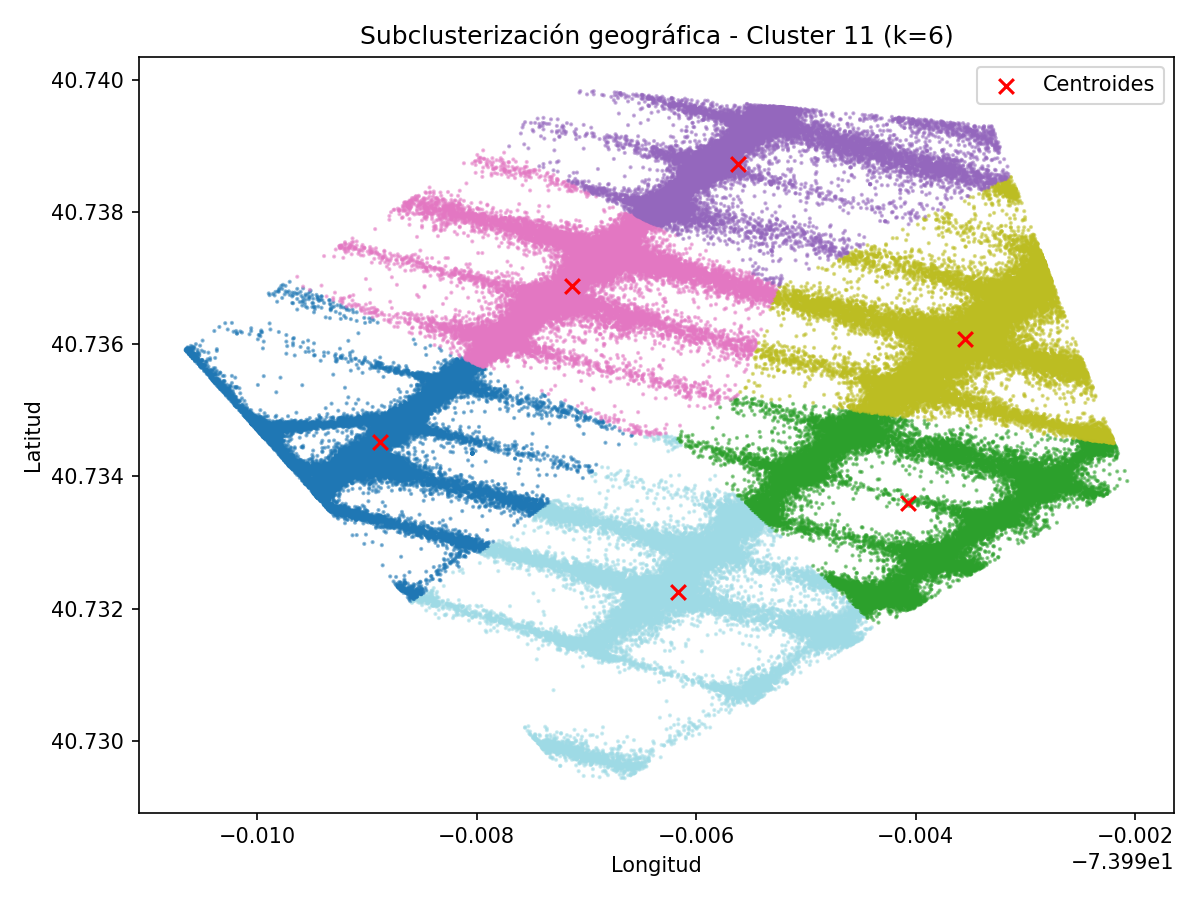 Subclusterización geográfica - Cluster 11 (k=6)
Centroides
40.740
40.738
40.736
40.734
40.732
40.730
Latitud
−0.010
−0.008
−0.006
−0.004
−0.002
−7.399e1
Longitud